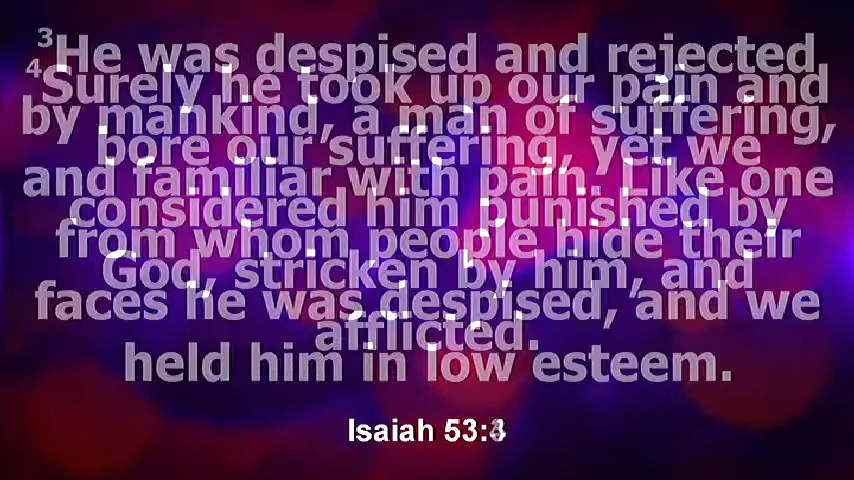 ³He was despised and rejected
⁴Surely he took up our pain and
by mankind, a man of suffering,
bore our suffering, yet we
and familiar with pain. Like one
considered him punished by
from whom people hide their
God, stricken by him, and
faces he was despised, and we
afflicted.
held him in low esteem.
Isaiah 53:3